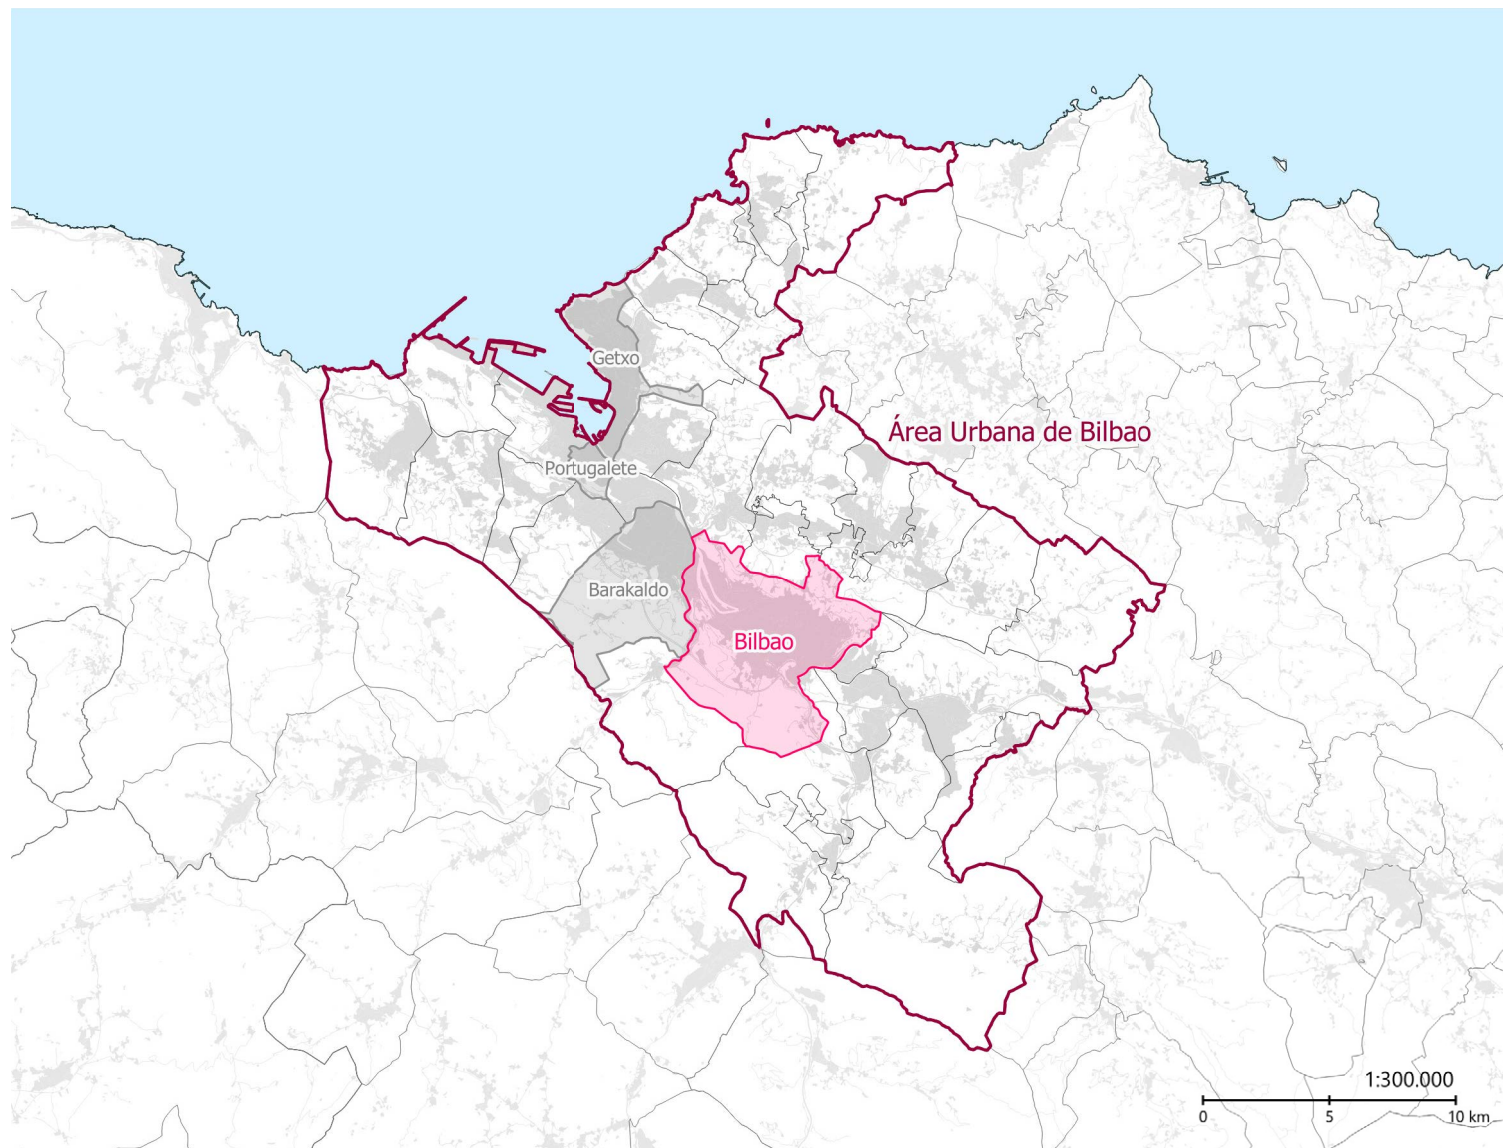 Getxo
Área Urbana de Bilbao
Portugalete
Barakaldo
Bilbao
1:300.000
0 5 10 km